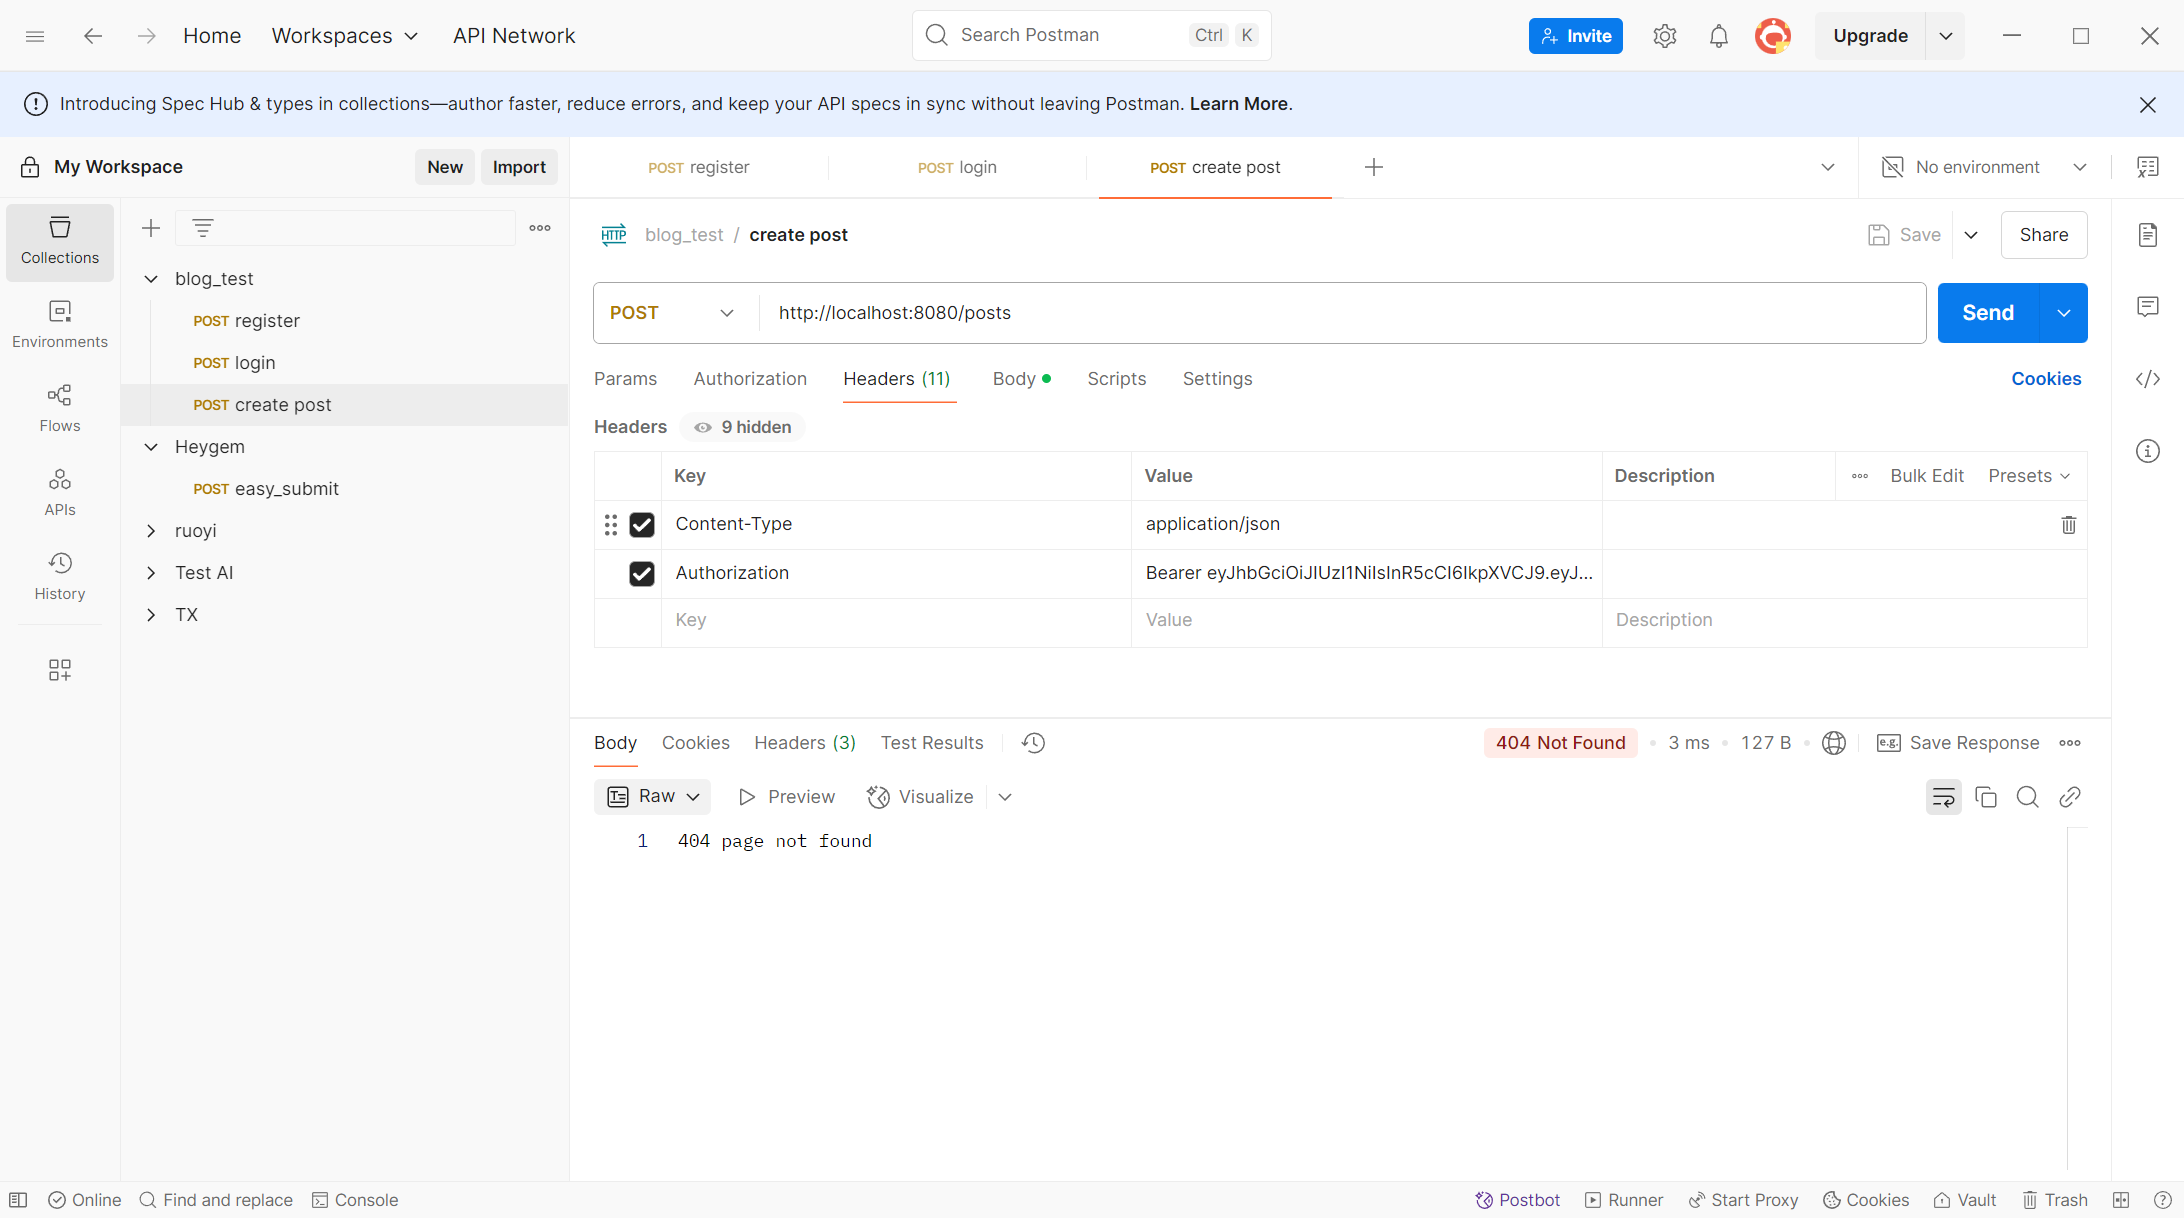 Home Workspaces API Network Search Postman Ctrl K Invite Upgrade
Introducing Spec Hub & types in collections—author faster, reduce errors, and keep your API specs in sync without leaving Postman. Learn More.
My Workspace New Import
POST register POST login POST create post No environment
Collections
Environments
Flows
APIs
History
blog_test
POST register
POST login
POST create post
Heygem
POST easy_submit
ruoyi
Test AI
TX
HTTP blog_test / create post Save Share
POST http://localhost:8080/posts Send
Params Authorization Headers (11) Body Scripts Settings Cookies
Headers 9 hidden
Key Value Description Bulk Edit Presets
Content-Type application/json
Authorization Bearer eyJhbGciOiJIUzI1NiIsInR5cCI6IkpXVCJ9.eyJ...
Key Value Description
Body Cookies Headers (3) Test Results 404 Not Found 3 ms 127 B e.g. Save Response
Raw Preview Visualize
1 404 page not found
Online Find and replace Console Postbot Runner Start Proxy Cookies Vault Trash